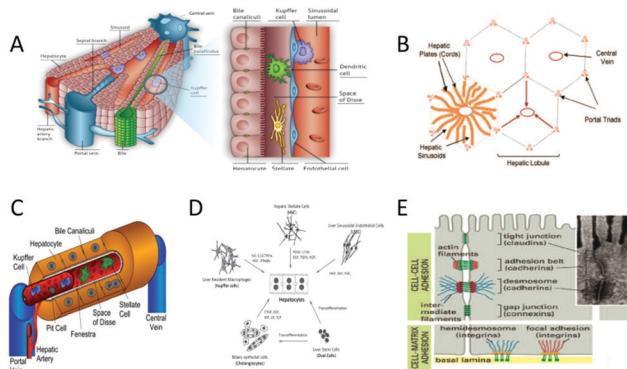 A
Central vein
Sinusoid
Septal branch
Hepatocyte
Bile
canaliculus
Kupffer
cell
Hepatic
artery
branch
Portal vein
Bile
Bile
canaliculi
Kupffer
cell
Sinusoidal
lumen
Dendritic
cell
Space
of Disse
Hepatocyte
Stellate
Endothelial cell
B
Hepatic
Plates (Cords)
Central
Vein
Portal Triads
Hepatic
Sinusoids
Hepatic Lobule
C
Bile Canaliculi
Hepatocyte
Kupffer
Cell
Pit Cell
Fenestra
Space
of Disse
Stellate
Cell
Central
Vein
Hepatic
Artery
D
Hepatic Stellate Cells
(HSC)
Liver Sinusoidal Endothelial Cells
Liver Resident Macrophages
(Kupffer cells)
Hepatocytes
Transdifferentiation
Transdifferentiation
Biliary epithelial cells
(Cholangiocytes)
Liver Stem Cells
(Oval Cells)
E
CELL-CELL
ADHESION
actin
filaments
tight junction
(claudins)
adhesion belt
(cadherins)
desmosome
(cadherins)
inter-
mediate
filaments
gap junction
(connexins)
CELL-MATRIX
ADHESION
hemidesmosome
(integrins)
focal adhesion
(integrins)
basal lamina